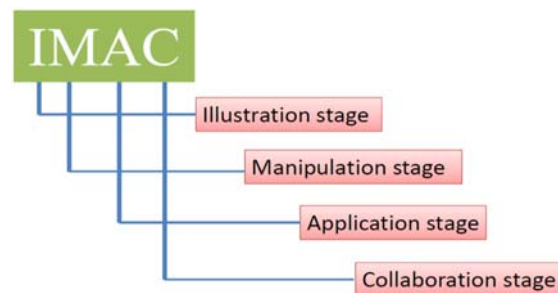 IMAC
Illustration stage
Manipulation stage
Application stage
Collaboration stage